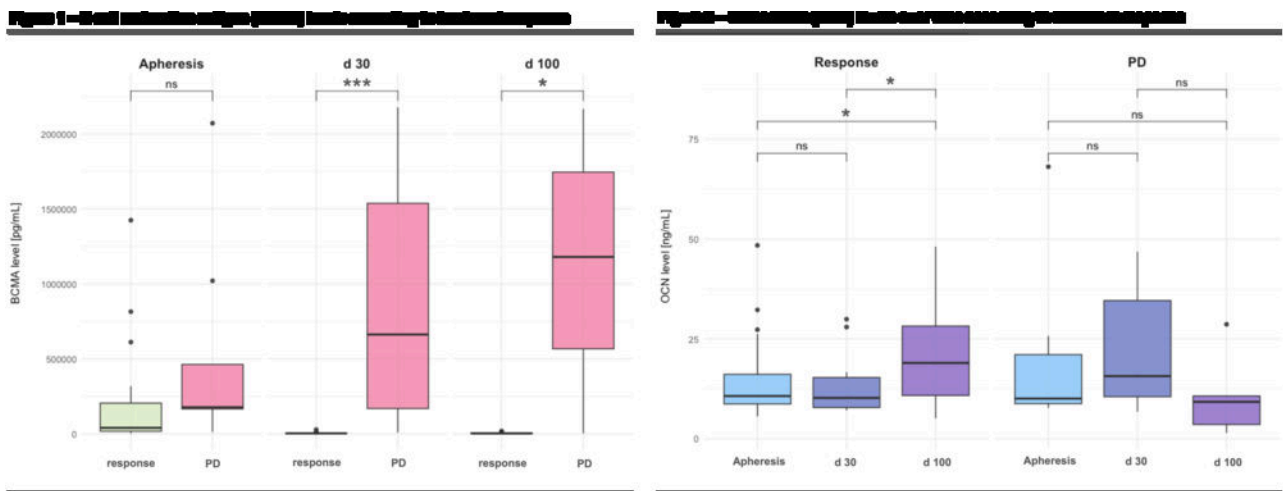 Apheresis d 30 d 100
ns *** *
BCMA level [pg/mL]
2000000
1500000
1000000
500000
0
response PD response PD response PD
Response PD
* ns
* ns
ns ns
OCN level [ng/mL]
75
50
25
0
Apheresis d 30 d 100 Apheresis d 30 d 100